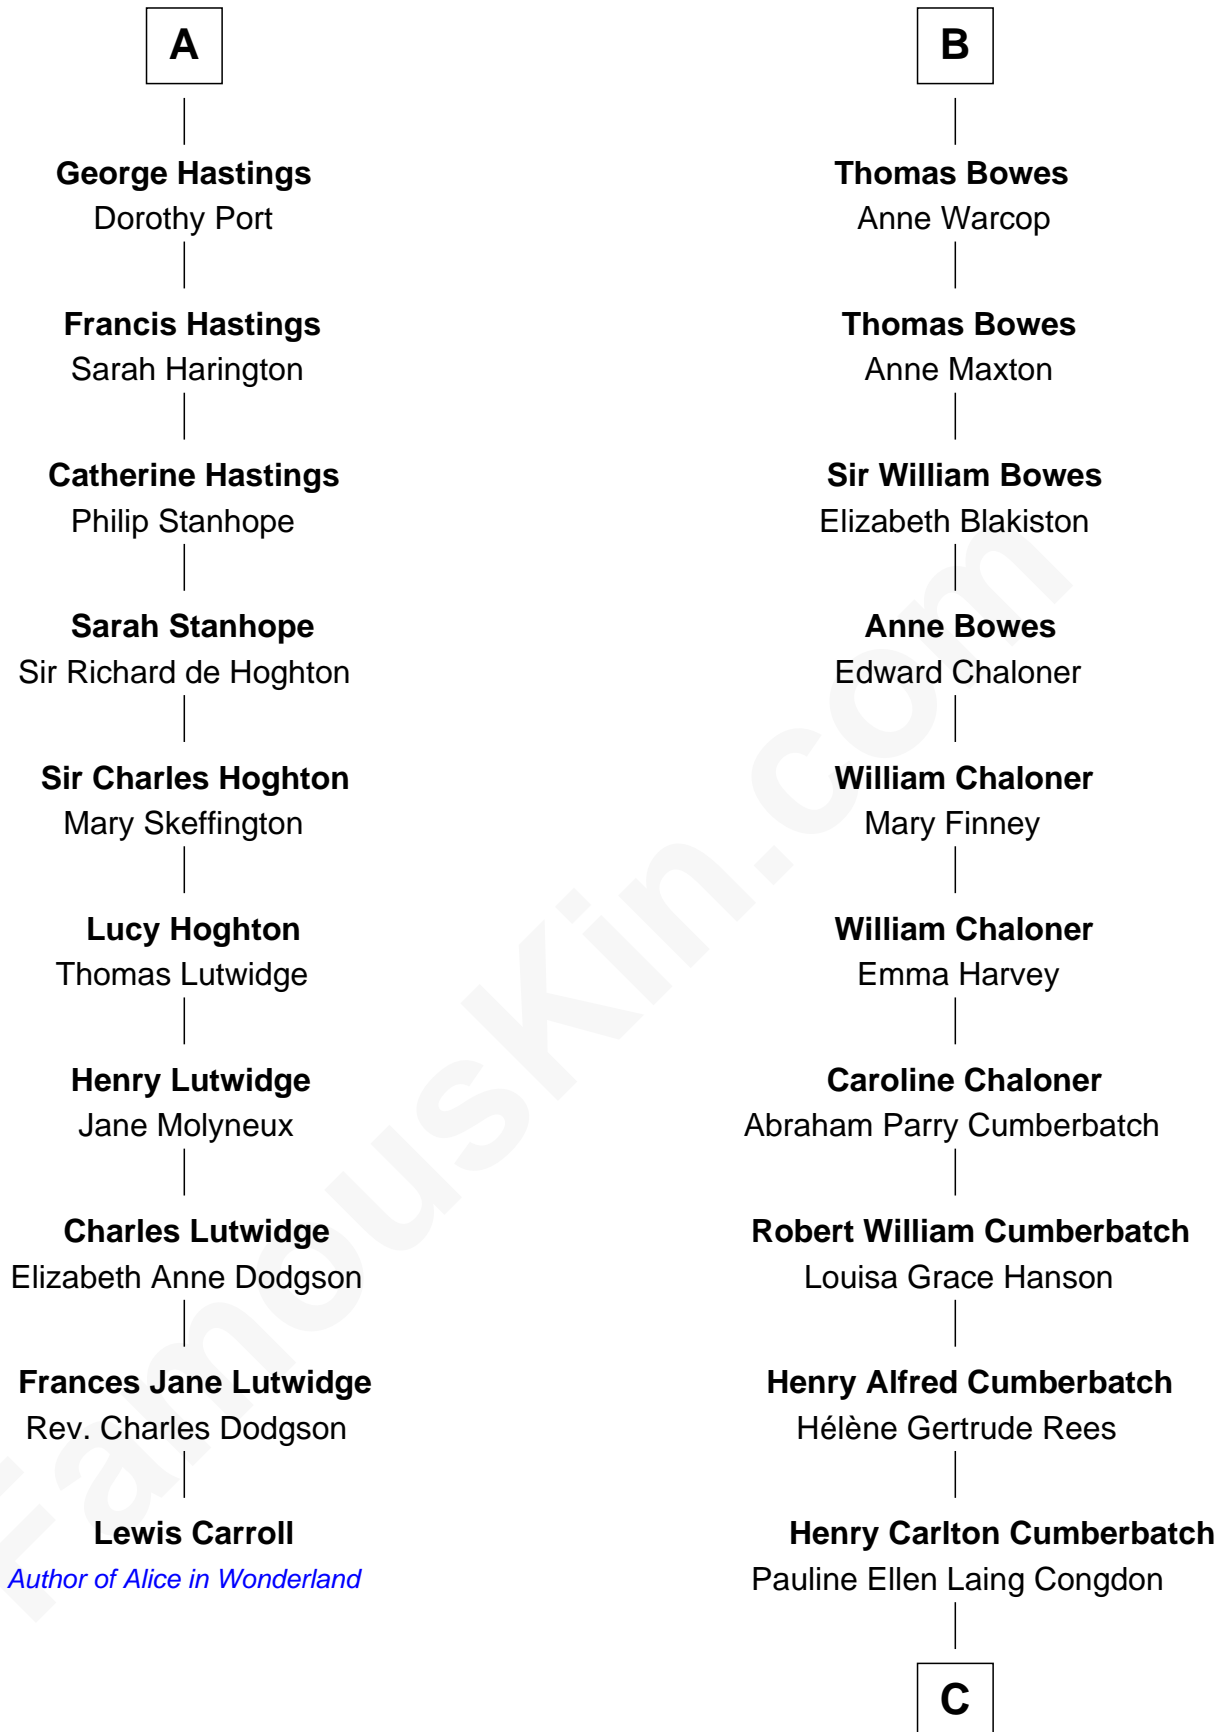 A
George Hastings
Dorothy Port
Francis Hastings
Sarah Harington
Catherine Hastings
Philip Stanhope
Sarah Stanhope
Sir Richard de Hoghton
Sir Charles Hoghton
Mary Skeffington
Lucy Hoghton
Thomas Lutwidge
Henry Lutwidge
Jane Molyneux
Charles Lutwidge
Elizabeth Anne Dodgson
Frances Jane Lutwidge
Rev. Charles Dodgson
Lewis Carroll
Author of Alice in Wonderland
B
Thomas Bowes
Anne Warcop
Thomas Bowes
Anne Maxton
Sir William Bowes
Elizabeth Blakiston
Anne Bowes
Edward Chaloner
William Chaloner
Mary Finney
William Chaloner
Emma Harvey
Caroline Chaloner
Abraham Parry Cumberbatch
Robert William Cumberbatch
Louisa Grace Hanson
Henry Alfred Cumberbatch
Hélène Gertrude Rees
Henry Carlton Cumberbatch
Pauline Ellen Laing Congdon
C
FamousKin.com